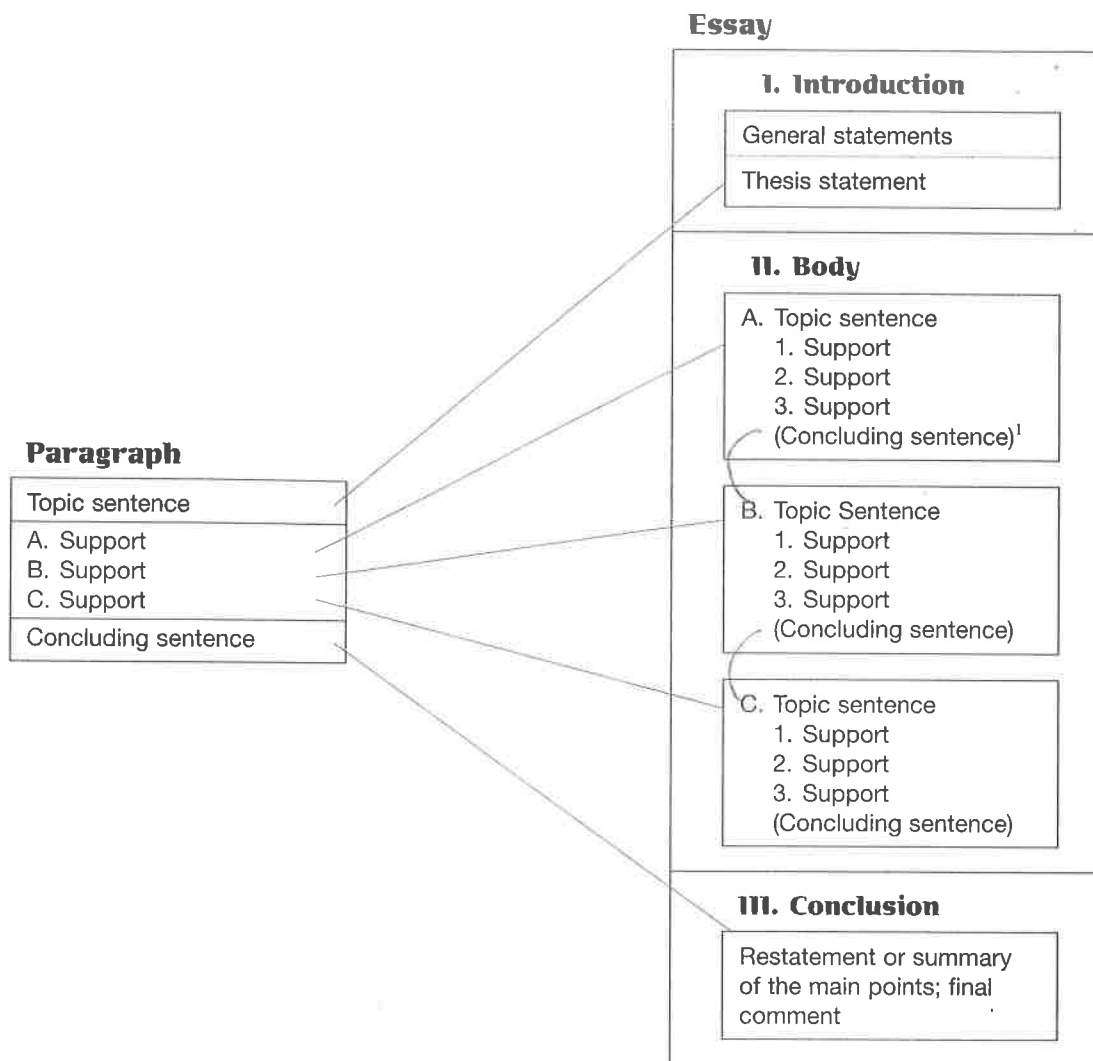 Essay
I. Introduction
General statements
Thesis statement
II. Body
A. Topic sentence
1. Support
2. Support
3. Support
(Concluding sentence)¹
Paragraph
Topic sentence
A. Support
B. Support
C. Support
Concluding sentence
B. Topic Sentence
1. Support
2. Support
3. Support
(Concluding sentence)
C. Topic sentence
1. Support
2. Support
3. Support
(Concluding sentence)
III. Conclusion
Restatement or summary
of the main points; final
comment